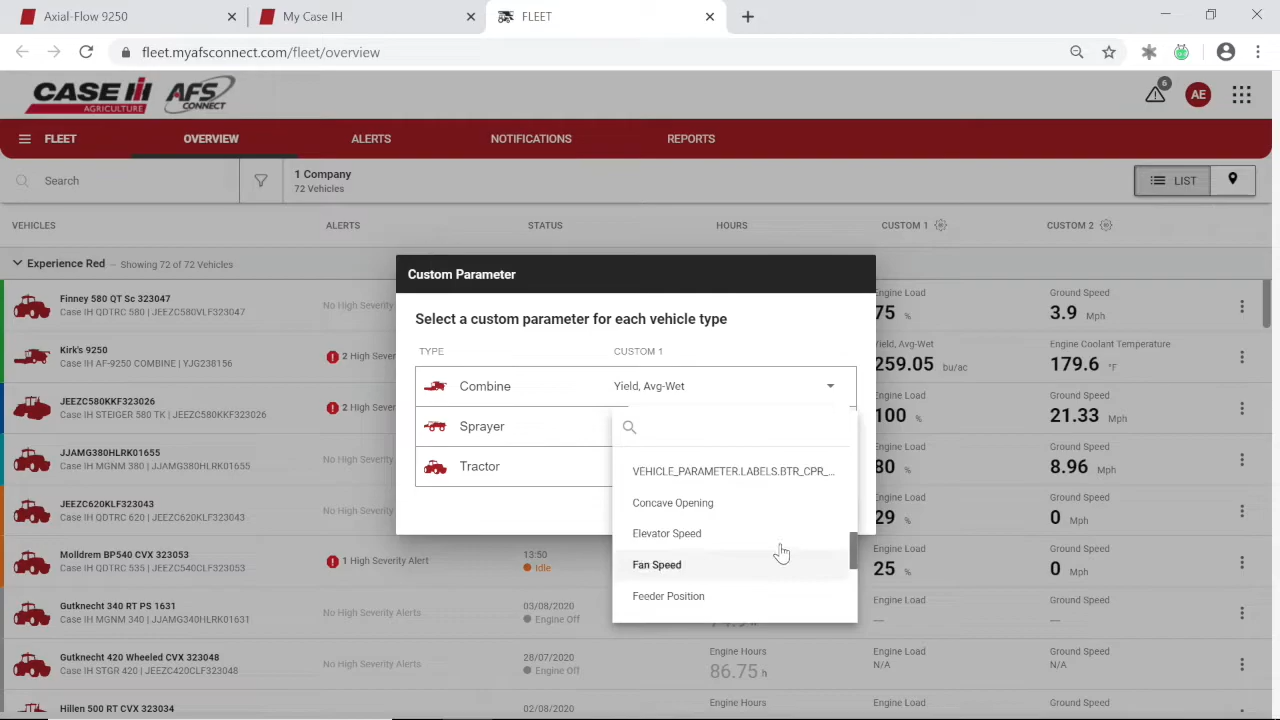 Axial-Flow 9250
My Case IH
FLEET
fleet.myafsconnect.com/fleet/overview
CASE IH
AGRICULTURE
AFS
CONNECT
6
AE
FLEET
OVERVIEW
ALERTS
NOTIFICATIONS
REPORTS
Search
1 Company
72 Vehicles
LIST
VEHICLES
ALERTS
STATUS
HOURS
CUSTOM 1
CUSTOM 2
Experience Red — Showing 72 of 72 Vehicles
Custom Parameter
Select a custom parameter for each vehicle type
TYPE
CUSTOM 1
Combine
Yield, Avg-Wet
Sprayer
Tractor
VEHICLE_PARAMETER.LABELS.BTR_CPR_...
Concave Opening
Elevator Speed
Fan Speed
Feeder Position
Finney 580 QT Sc 323047
Case IH QDTRC 580 | JEEZC580VLF323047
No High Severity
Engine Load
75 %
Ground Speed
3.9 Mph
Kirk's 9250
Case IH AF-9250 COMBINE | YJG238156
2 High Sever
Yield, Avg-Wet
259.05 bu/ac
Engine Coolant Temperature
179.6 °F
JEEZC580KKF323026
Case IH STEIGER 580 TK | JEEZC580KKF323026
2 High Sever
Engine Load
100 %
Ground Speed
21.33 Mph
JJAMG380HLRK01655
Case IH MGNM 380 | JJAMG380HLRK01655
No High Severity
Engine Load
80 %
Ground Speed
8.96 Mph
JEEZC620KLF323043
Case IH QDTRC 620 | JEEZC620KLF323043
No High Severity
Engine Load
29 %
Ground Speed
0 Mph
Molldrem BP540 CVX 323053
Case IH QDTRC 535 | JEEZC540CLF323053
1 High Severity Alert
13:50
Idle
Engine Load
25 %
Ground Speed
0 Mph
Gutknecht 340 RT PS 1631
Case IH MGNM 340 | JJAMG340HLRK01631
No High Severity Alerts
03/08/2020
Engine Off
Engine Load
---
Ground Speed
---
Gutknecht 420 Wheeled CVX 323048
Case IH STGR 420 | JEEZC420CLF323048
No High Severity Alerts
28/07/2020
Engine Off
Engine Hours
86.75 h
Engine Load
N/A
Ground Speed
N/A
Hillen 500 RT CVX 323034
02/08/2020
Engine Hours
Engine Load
Ground Speed